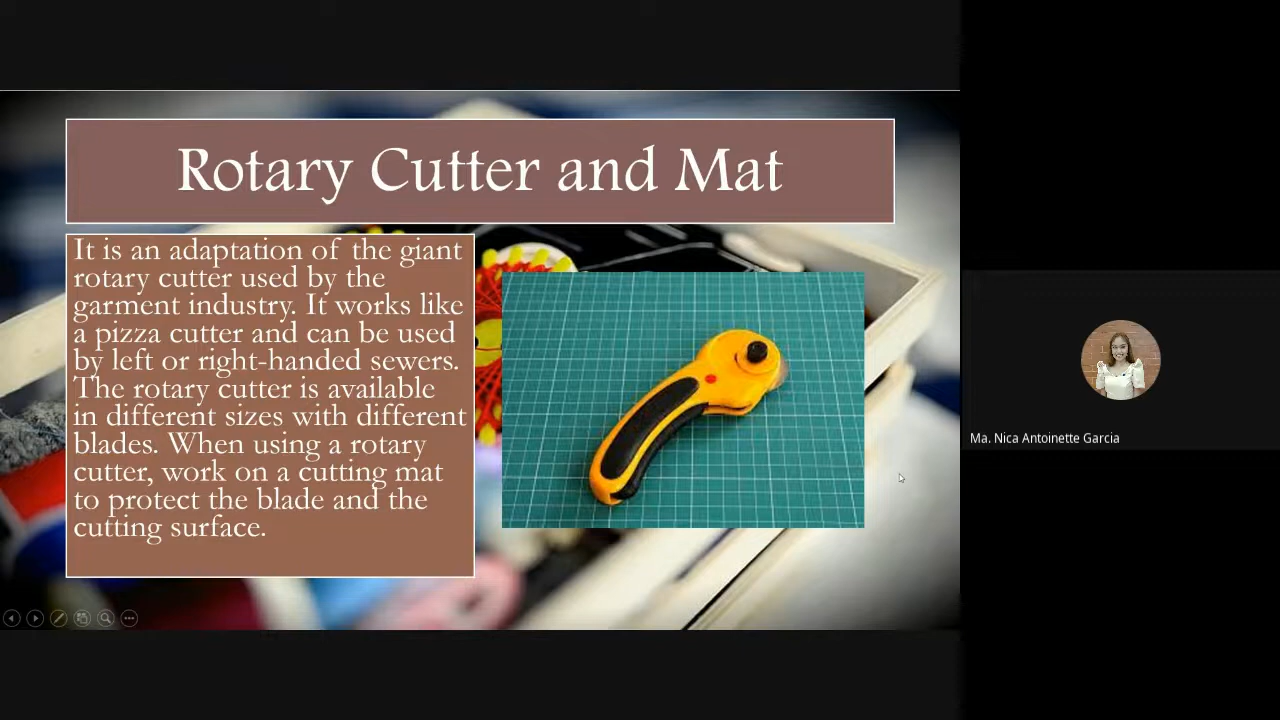 Rotary Cutter and Mat
It is an adaptation of the giant
rotary cutter used by the
garment industry. It works like
a pizza cutter and can be used
by left or right-handed sewers.
The rotary cutter is available
in different sizes with different
blades. When using a rotary
cutter, work on a cutting mat
to protect the blade and the
cutting surface.
Ma. Nica Antoinette Garcia